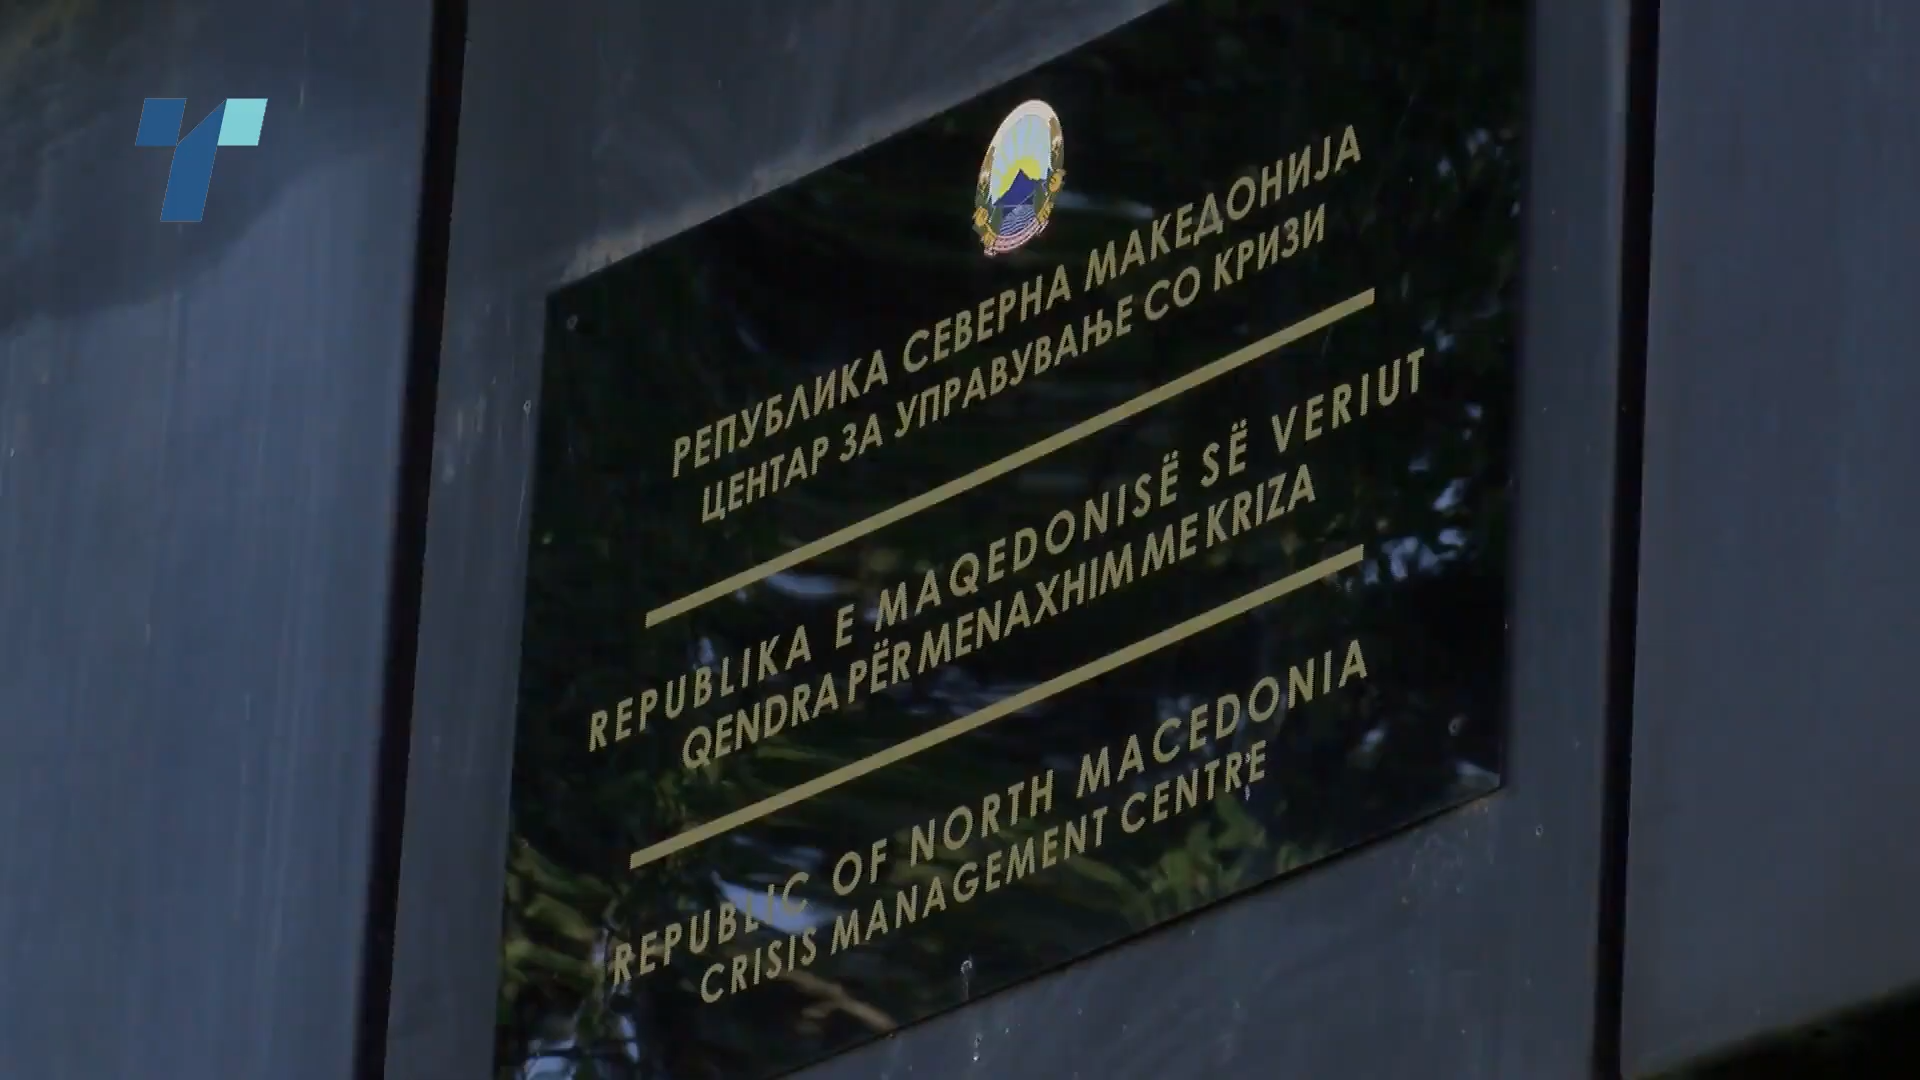 РЕПУБЛИКА СЕВЕРНА МАКЕДОНИЈА
ЦЕНТАР ЗА УПРАВУВАЊЕ СО КРИЗИ
REPUBLIKA E MAQEDONISË SË VERIUT
QENDRA PËR MENAXHIM ME KRIZA
REPUBLIC OF NORTH MACEDONIA
CRISIS MANAGEMENT CENTRE